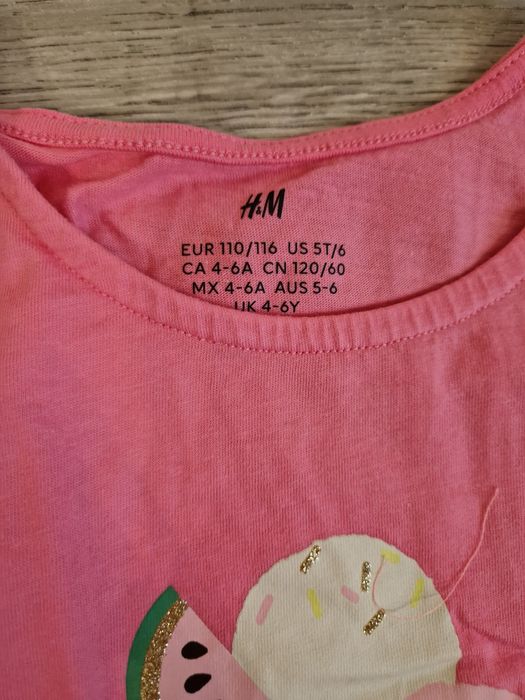 H&M
EUR 110/116 US 5T/6
CA 4-6A CN 120/60
MX 4-6A AUS 5-6
UK 4-6Y